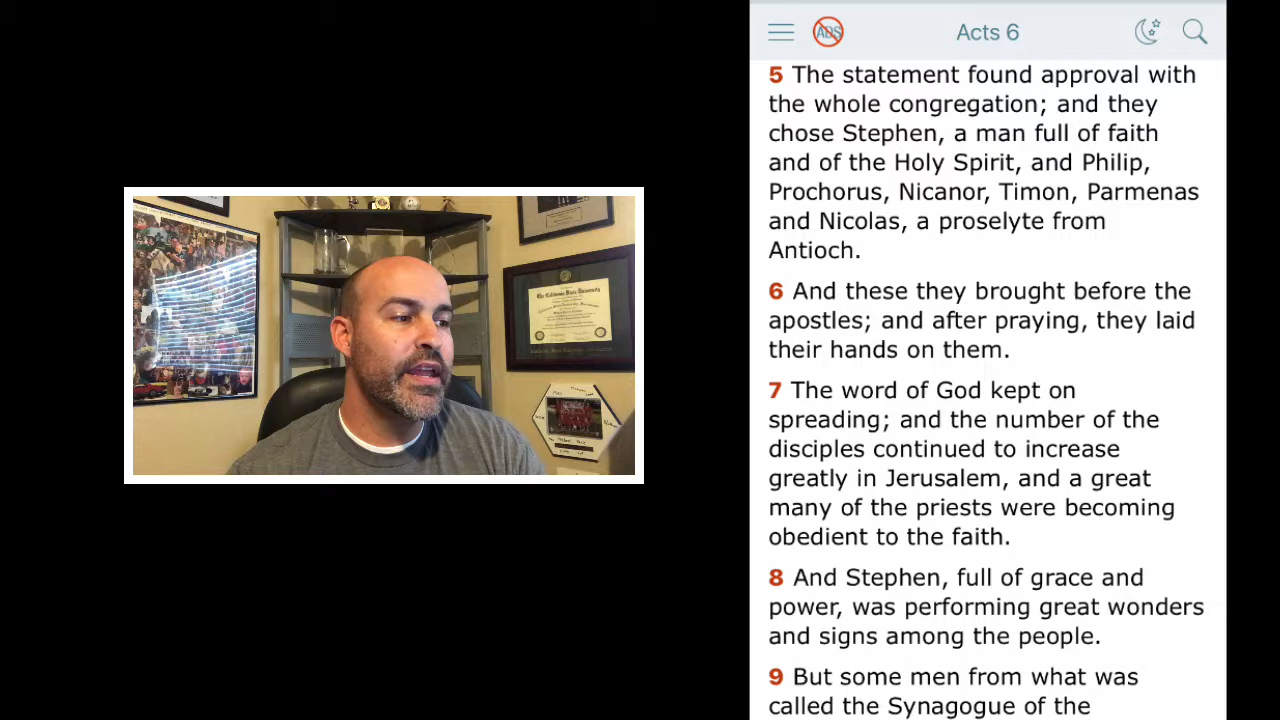 ADS
Acts 6
5 The statement found approval with
the whole congregation; and they
chose Stephen, a man full of faith
and of the Holy Spirit, and Philip,
Prochorus, Nicanor, Timon, Parmenas
and Nicolas, a proselyte from
Antioch.
6 And these they brought before the
apostles; and after praying, they laid
their hands on them.
7 The word of God kept on
spreading; and the number of the
disciples continued to increase
greatly in Jerusalem, and a great
many of the priests were becoming
obedient to the faith.
8 And Stephen, full of grace and
power, was performing great wonders
and signs among the people.
9 But some men from what was
called the Synagogue of the
The California State University